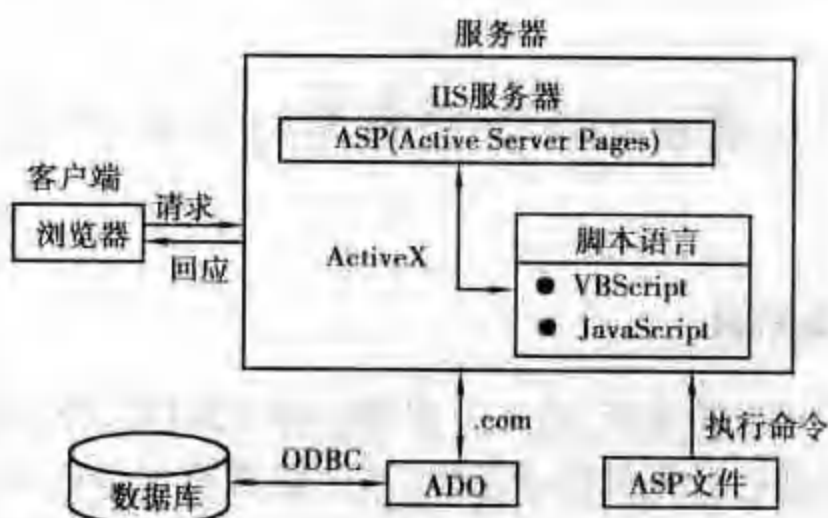 服务器
IIS服务器
ASP(Active Server Pages)
客户端
浏览器
请求
回应
ActiveX
脚本语言
● VBScript
● JavaScript
.com
执行命令
ODBC
数据库
ADO
ASP文件